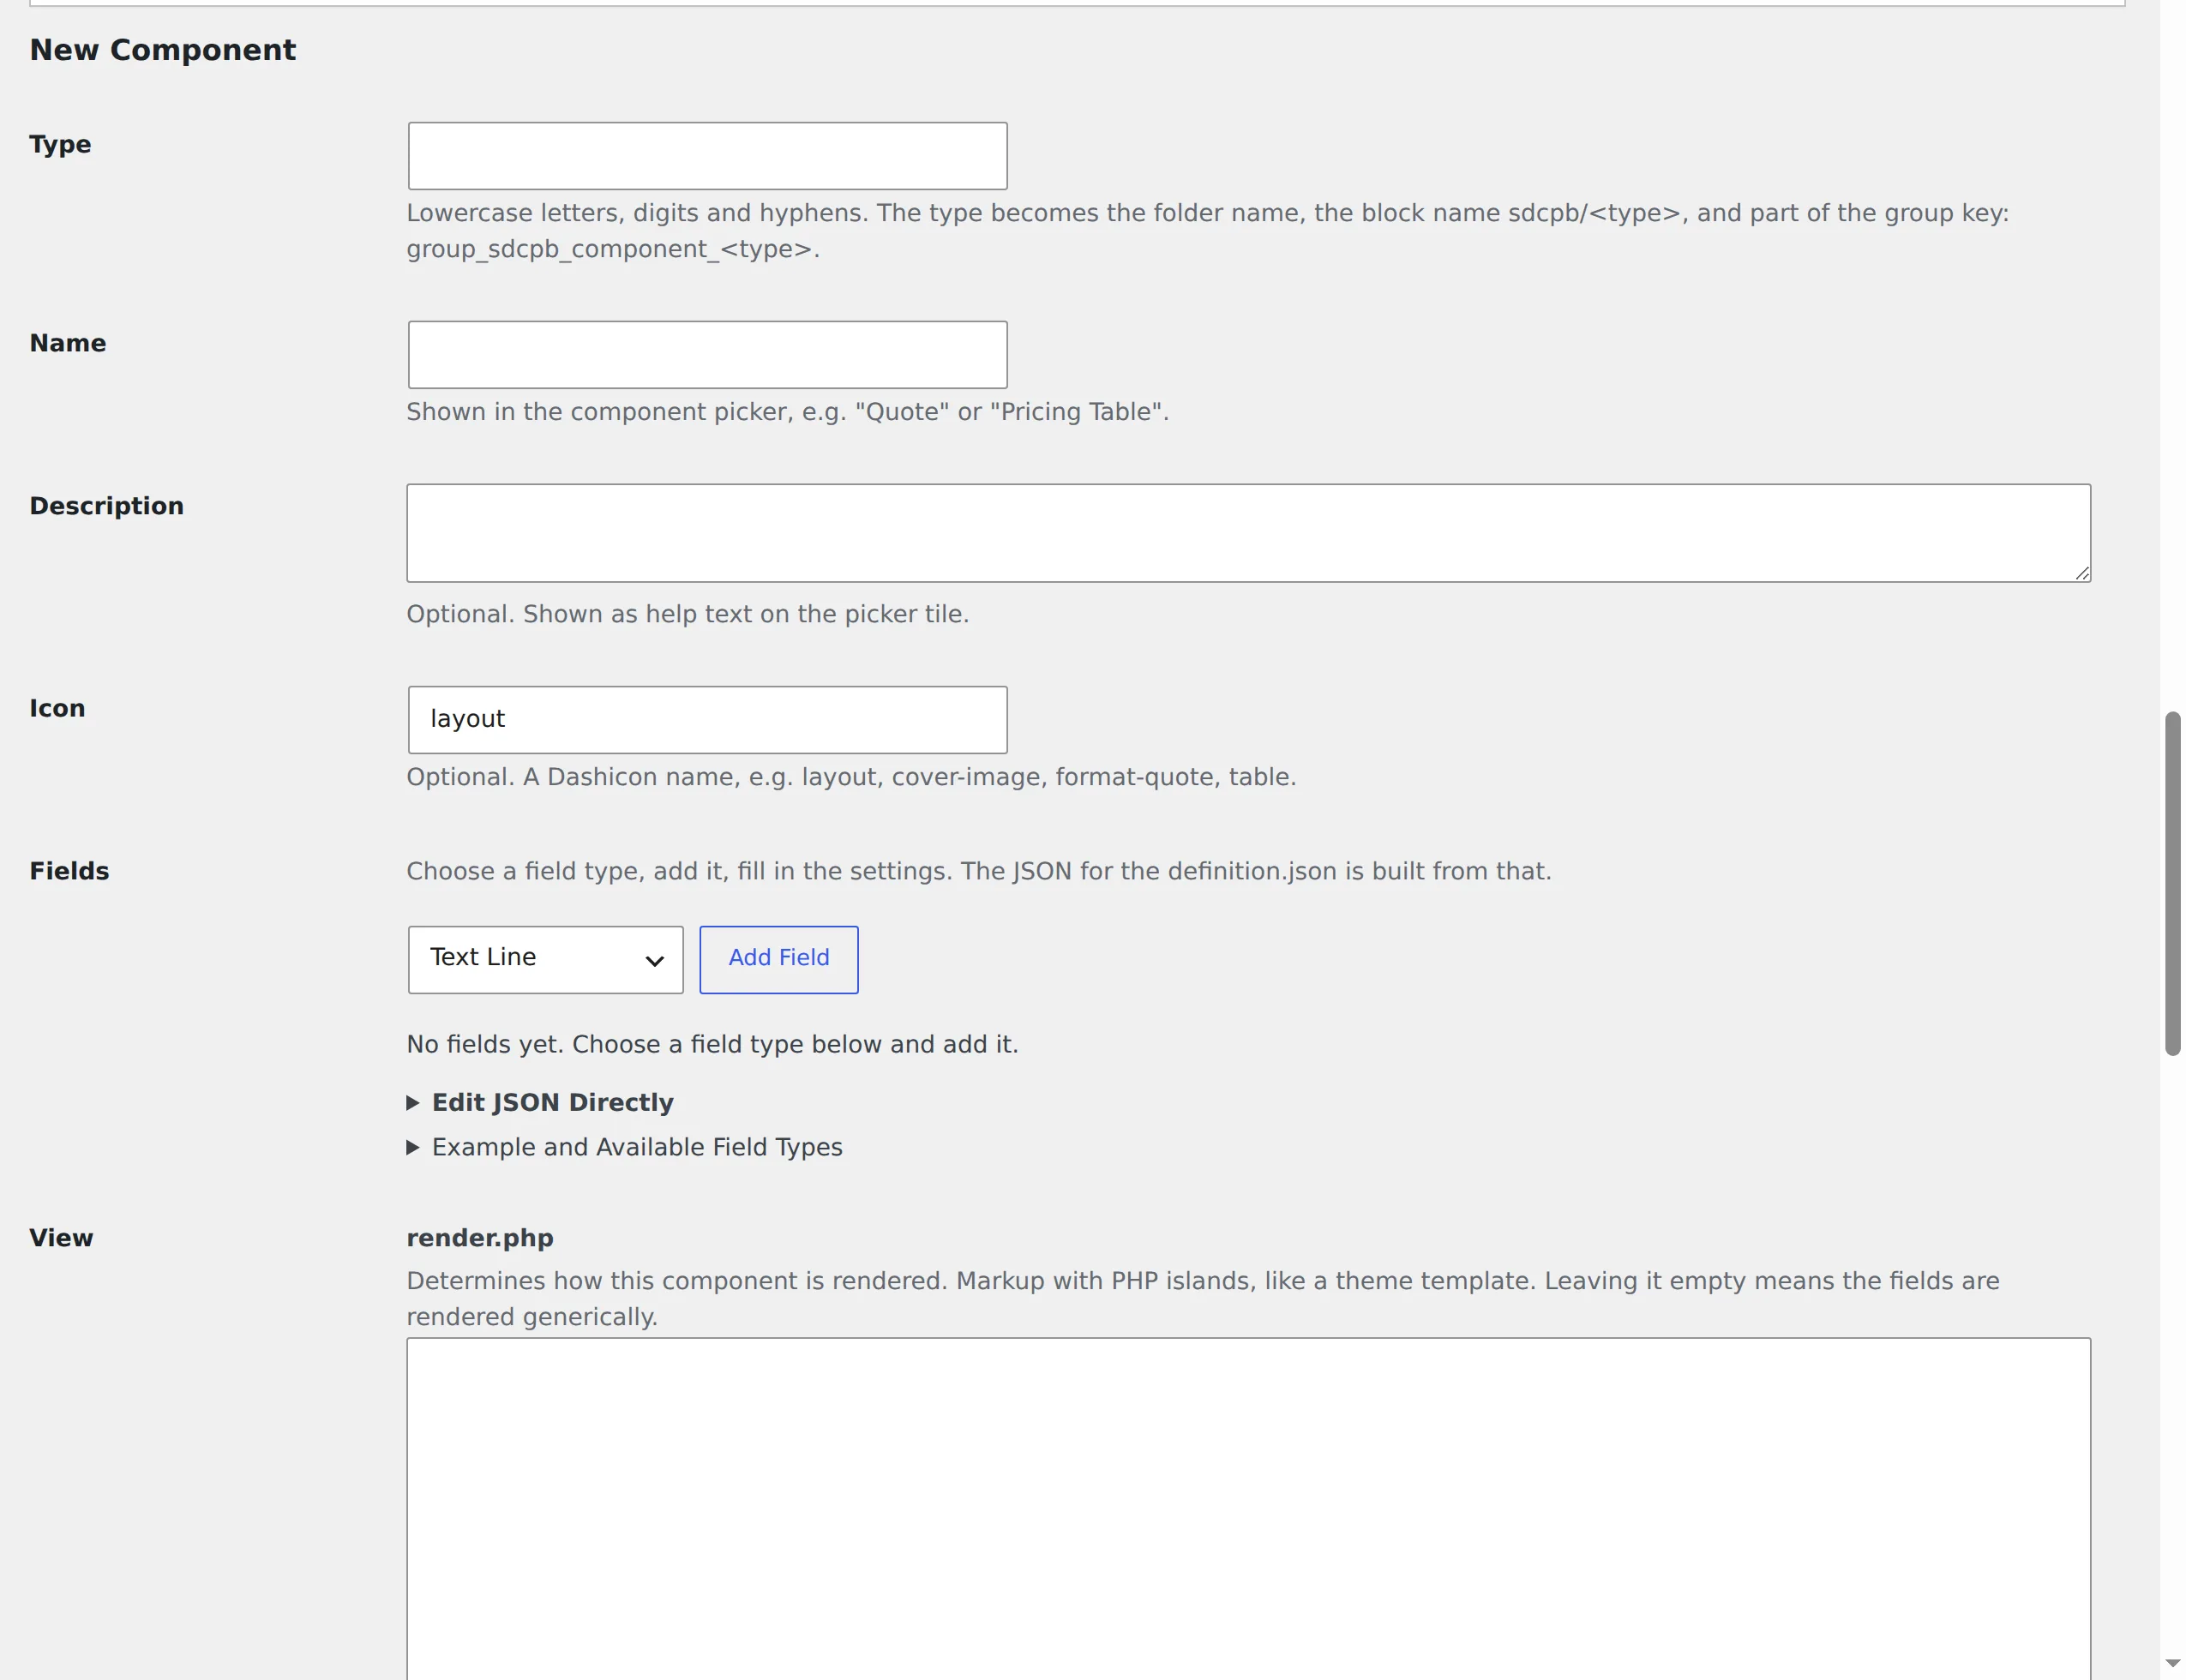 New Component
Type
Lowercase letters, digits and hyphens. The type becomes the folder name, the block name sdcpb/<type>, and part of the group key:
group_sdcpb_component_<type>.
Name
Shown in the component picker, e.g. "Quote" or "Pricing Table".
Description
Optional. Shown as help text on the picker tile.
Icon
layout
Optional. A Dashicon name, e.g. layout, cover-image, format-quote, table.
Fields
Choose a field type, add it, fill in the settings. The JSON for the definition.json is built from that.
Text Line
Add Field
No fields yet. Choose a field type below and add it.
Edit JSON Directly
Example and Available Field Types
View
render.php
Determines how this component is rendered. Markup with PHP islands, like a theme template. Leaving it empty means the fields are
rendered generically.